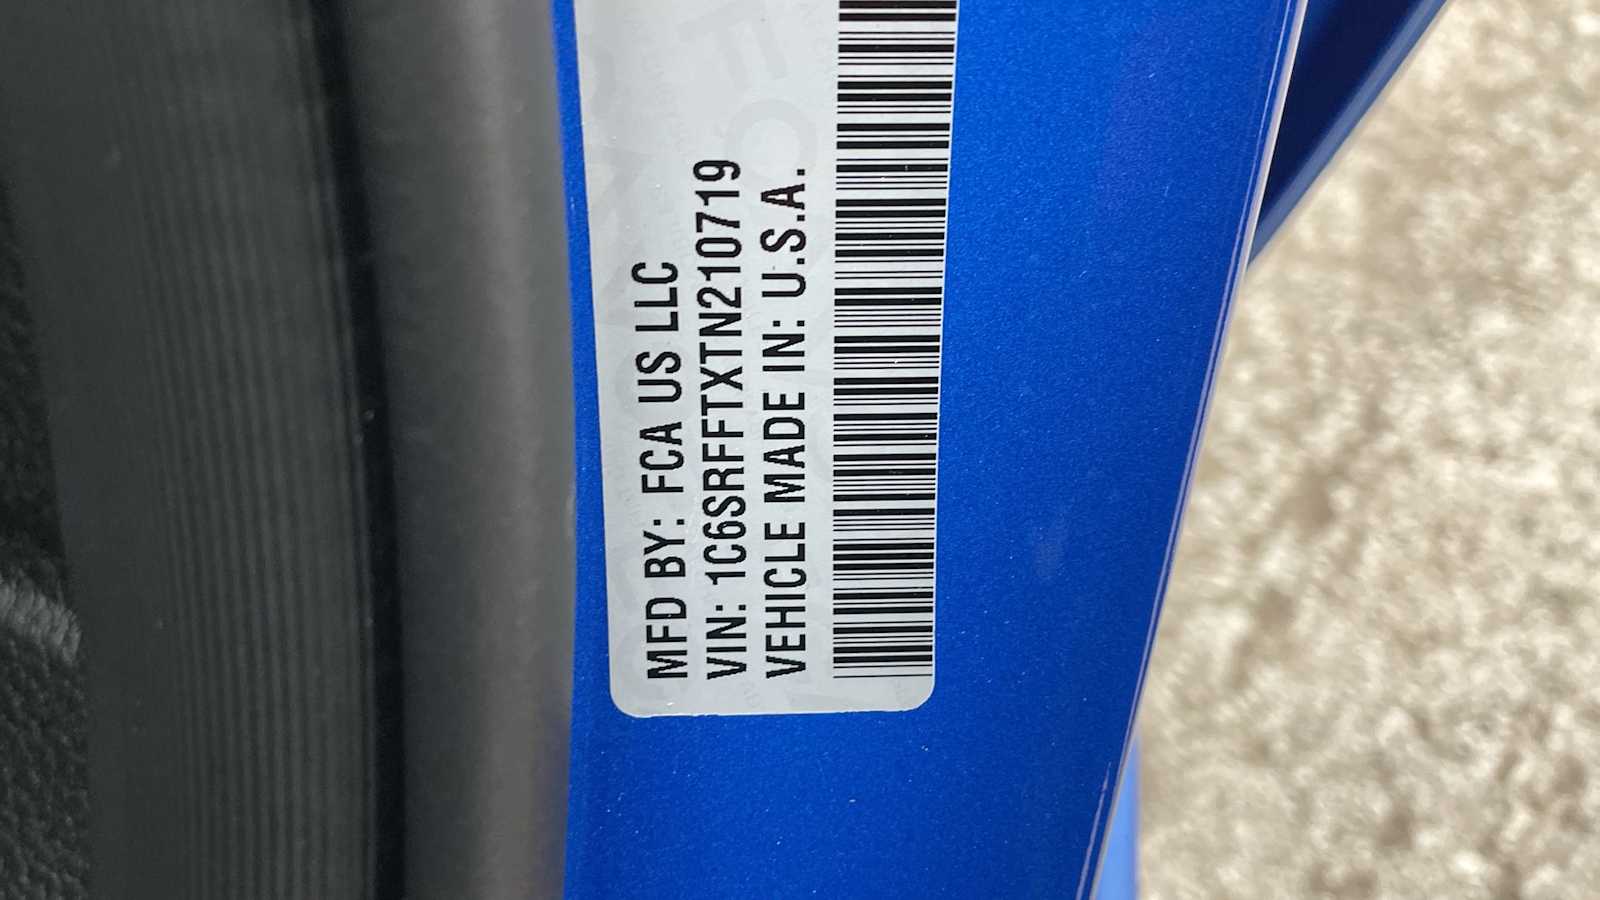 MFD BY: FCA US LLC
VIN: 1C6SRFFTXTN210719
VEHICLE MADE IN: U.S.A.